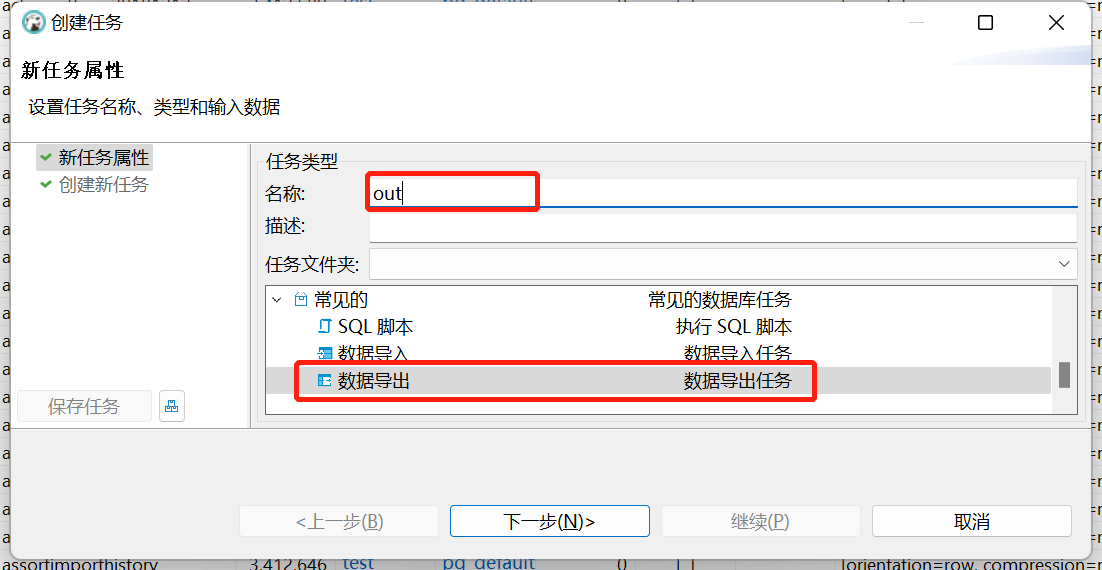 创建任务
新任务属性
设置任务名称、类型和输入数据
新任务属性
创建新任务
任务类型
名称: out
描述:
任务文件夹:
常见的 常见的数据库任务
SQL 脚本 执行 SQL 脚本
数据导入 数据导入任务
数据导出 数据导出任务
保存任务
<上一步(B) 下一步(N)> 继续(P) 取消
assortimporthistory 3,412,646 test pg_default 0 [ ] [orientation=row, compression=n